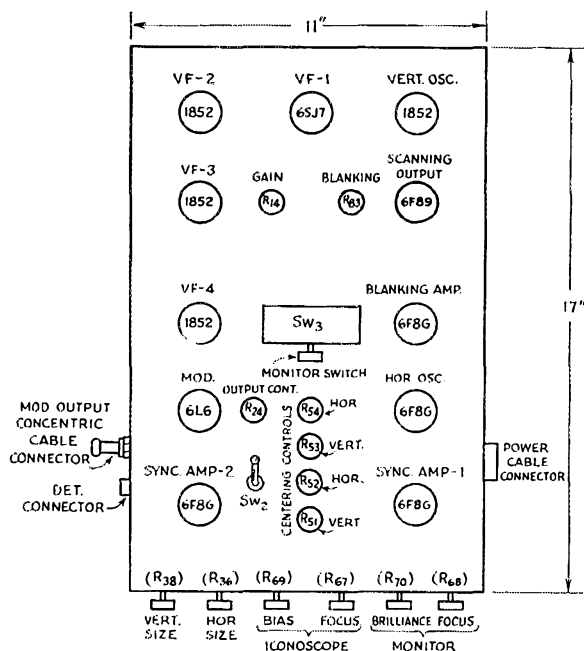 11"
VF-2 VF-1 VERT. OSC.
1852 6SJ7 1852
SCANNING
OUTPUT
VF-3 GAIN BLANKING
1852 R14 R83 6F89
17"
VF-4 BLANKING AMP.
1852 SW3 6F8G
MONITOR SWITCH
MOD. OUTPUT CONT. HOR. OSC.
6L6 R24 R54 HOR. 6F8G
MOD OUTPUT
CONCENTRIC
CABLE
CONNECTOR
CENTERING CONTROLS
R53 VERT.
POWER
CABLE
CONNECTOR
SYNC. AMP-2 R52 HOR. SYNC. AMP-1
DET.
CONNECTOR
6F8G SW2 R51 VERT 6F8G
(R38) (R36) (R69) (R67) (R70) (R68)
VERT. SIZE
HOR SIZE
BIAS FOCUS
ICONOSCOPE
BRILLIANCE FOCUS
MONITOR